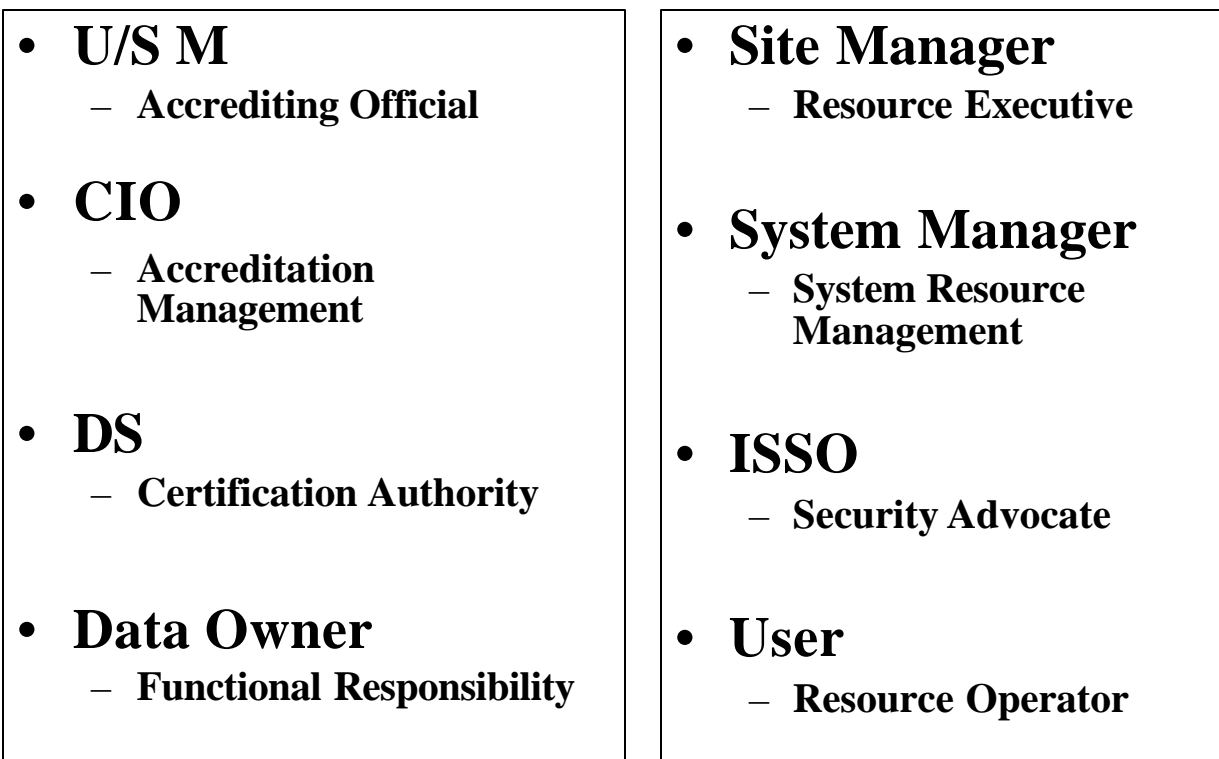 • U/S M
– Accrediting Official
• CIO
– Accreditation
Management
• DS
– Certification Authority
• Data Owner
– Functional Responsibility
• Site Manager
– Resource Executive
• System Manager
– System Resource
Management
• ISSO
– Security Advocate
• User
– Resource Operator